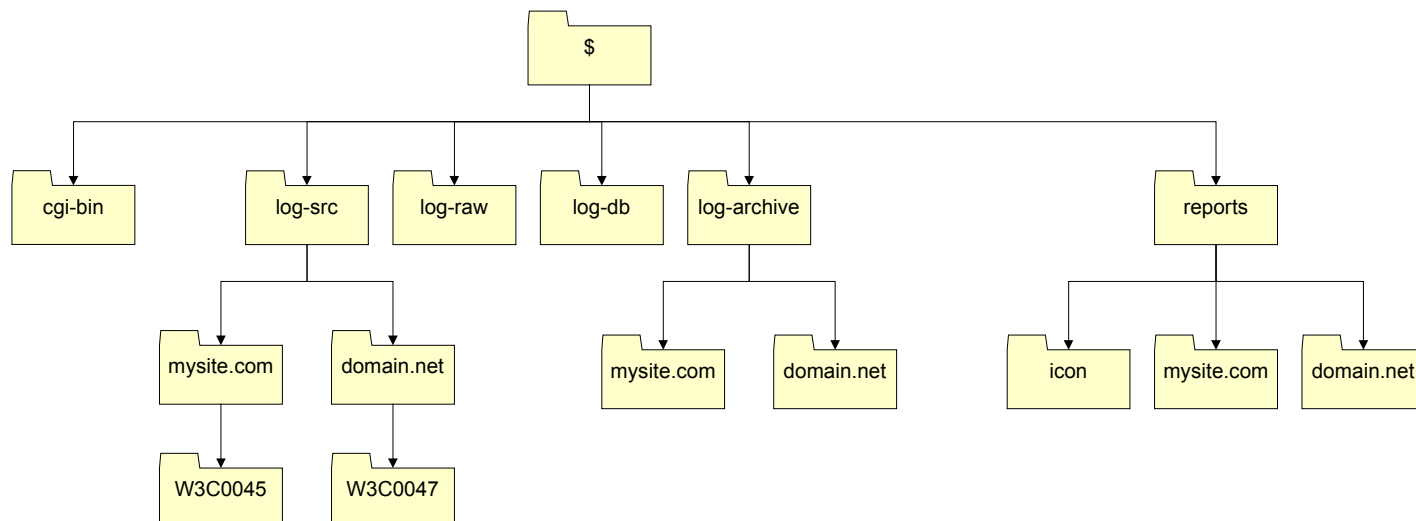 $
cgi-bin
log-src
log-raw
log-db
log-archive
reports
mysite.com
domain.net
mysite.com
domain.net
icon
mysite.com
domain.net
W3C0045
W3C0047